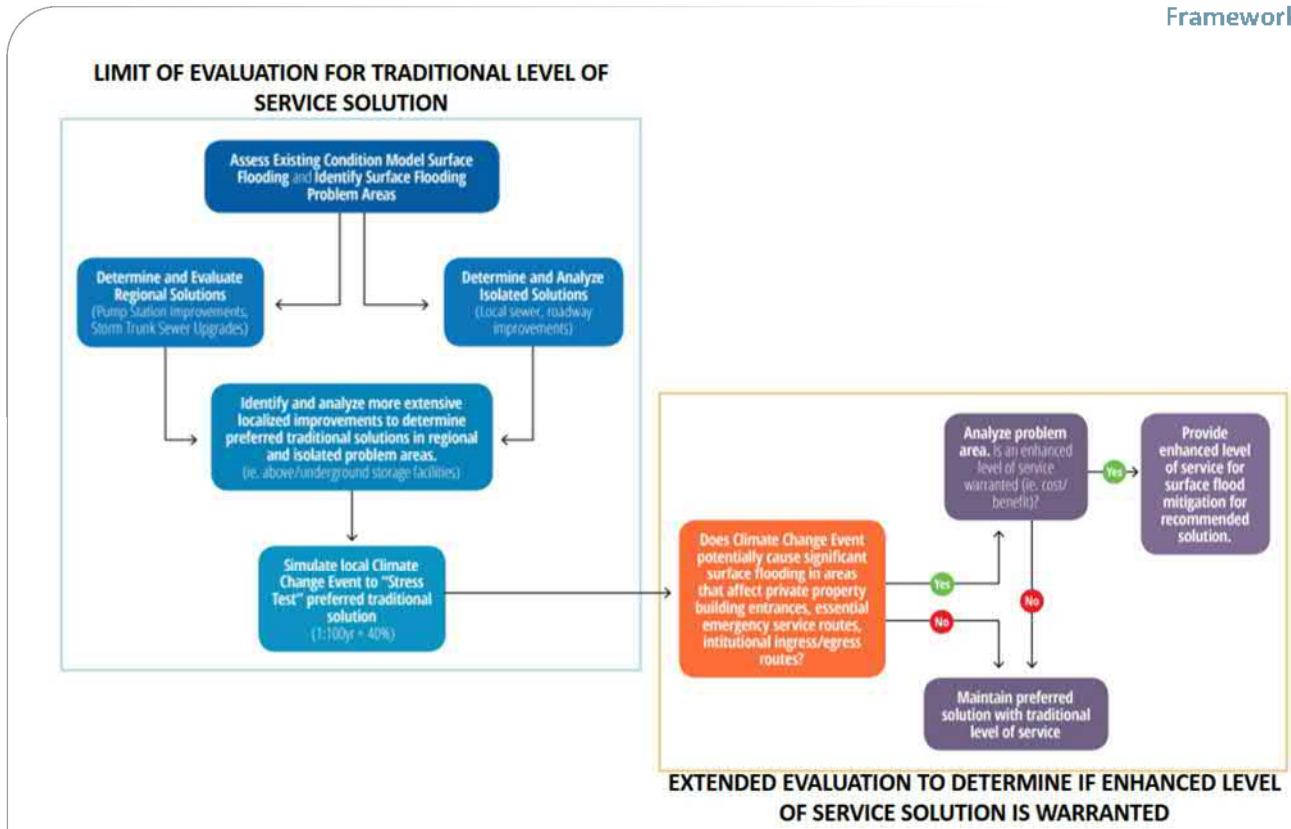 Framework
LIMIT OF EVALUATION FOR TRADITIONAL LEVEL OF
SERVICE SOLUTION
Assess Existing Condition Model Surface
Flooding and Identify Surface Flooding
Problem Areas
Determine and Evaluate
Regional Solutions
(Pump Station Improvements,
Storm Trunk Sewer Upgrades)
Determine and Analyze
Isolated Solutions
(Local sewer, roadway
improvements)
Identify and analyze more extensive
localized improvements to determine
preferred traditional solutions in regional
and isolated problem areas.
(ie. above/underground storage facilities)
Simulate local Climate
Change Event to "Stress
Test" preferred traditional
solution
(1:100yr + 40%)
Does Climate Change Event
potentially cause significant
surface flooding in areas
that affect private property
building entrances, essential
emergency service routes,
intitutional ingress/egress
routes?
Yes
No
Analyze problem
area. Is an enhanced
level of service
warranted (ie. cost/
benefit)?
Yes
No
Provide
enhanced level
of service for
surface flood
mitigation for
recommended
solution.
Maintain preferred
solution with traditional
level of service
EXTENDED EVALUATION TO DETERMINE IF ENHANCED LEVEL
OF SERVICE SOLUTION IS WARRANTED